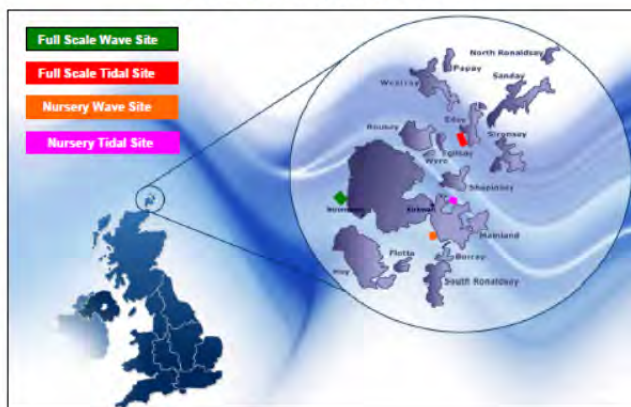 Full Scale Wave Site
Full Scale Tidal Site
Nursery Wave Site
Nursery Tidal Site
North Ronaldsay
Papay
Westray
Sanday
Eday
Rousay
Stronsay
Egilsay
Wyre
Shapinsay
Kirkwall
Mainland
Burray
Flotta
Hoy
South Ronaldsay